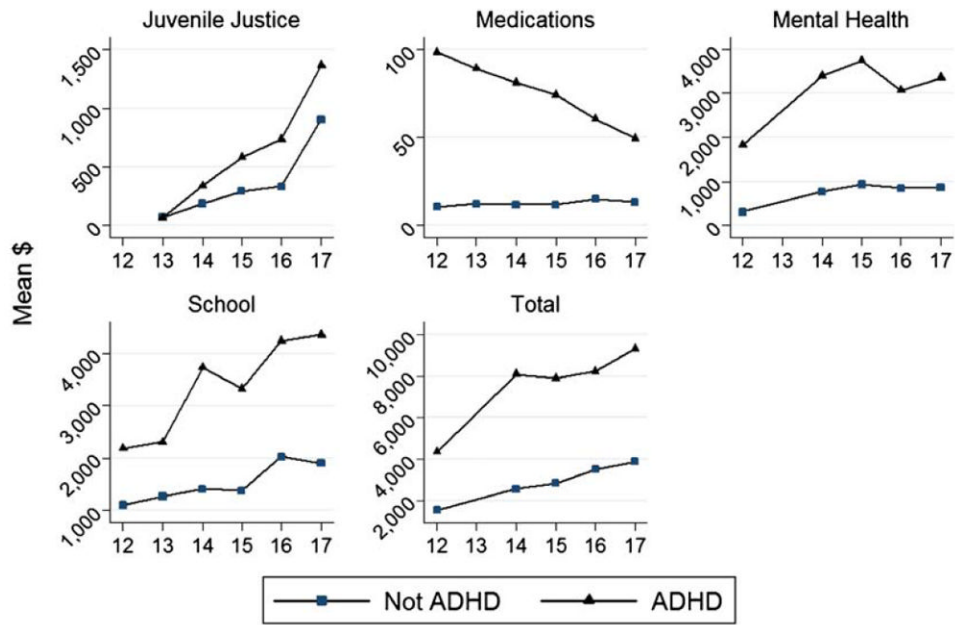 Juvenile Justice
1,500
1,000
500
0
12 13 14 15 16 17
Medications
100
50
0
12 13 14 15 16 17
Mental Health
4,000
3,000
2,000
1,000
0
12 13 14 15 16 17
Mean $
School
4,000
3,000
2,000
1,000
12 13 14 15 16 17
Total
10,000
8,000
6,000
4,000
2,000
12 13 14 15 16 17
Not ADHD ADHD